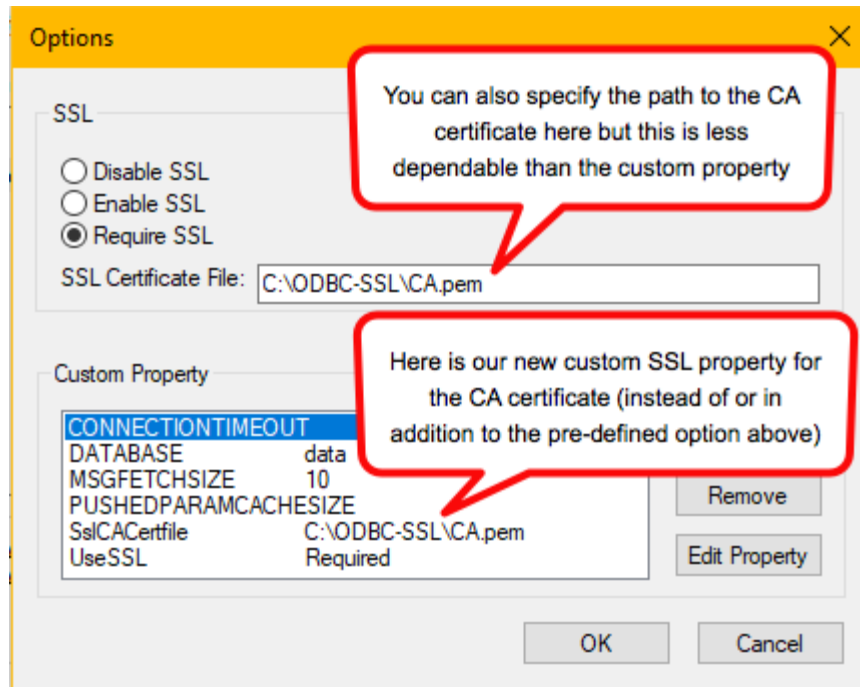 Options
You can also specify the path to the CA
certificate here but this is less
dependable than the custom property
SSL
Disable SSL
Enable SSL
Require SSL
SSL Certificate File: C:\ODBC-SSL\CA.pem
Here is our new custom SSL property for
the CA certificate (instead of or in
addition to the pre-defined option above)
Custom Property
CONNECTIONTIMEOUT
DATABASE data
MSGFETCHSIZE 10
PUSHEDPARAMCACHESIZE
SslCACertfile C:\ODBC-SSL\CA.pem
UseSSL Required
Remove
Edit Property
OK Cancel